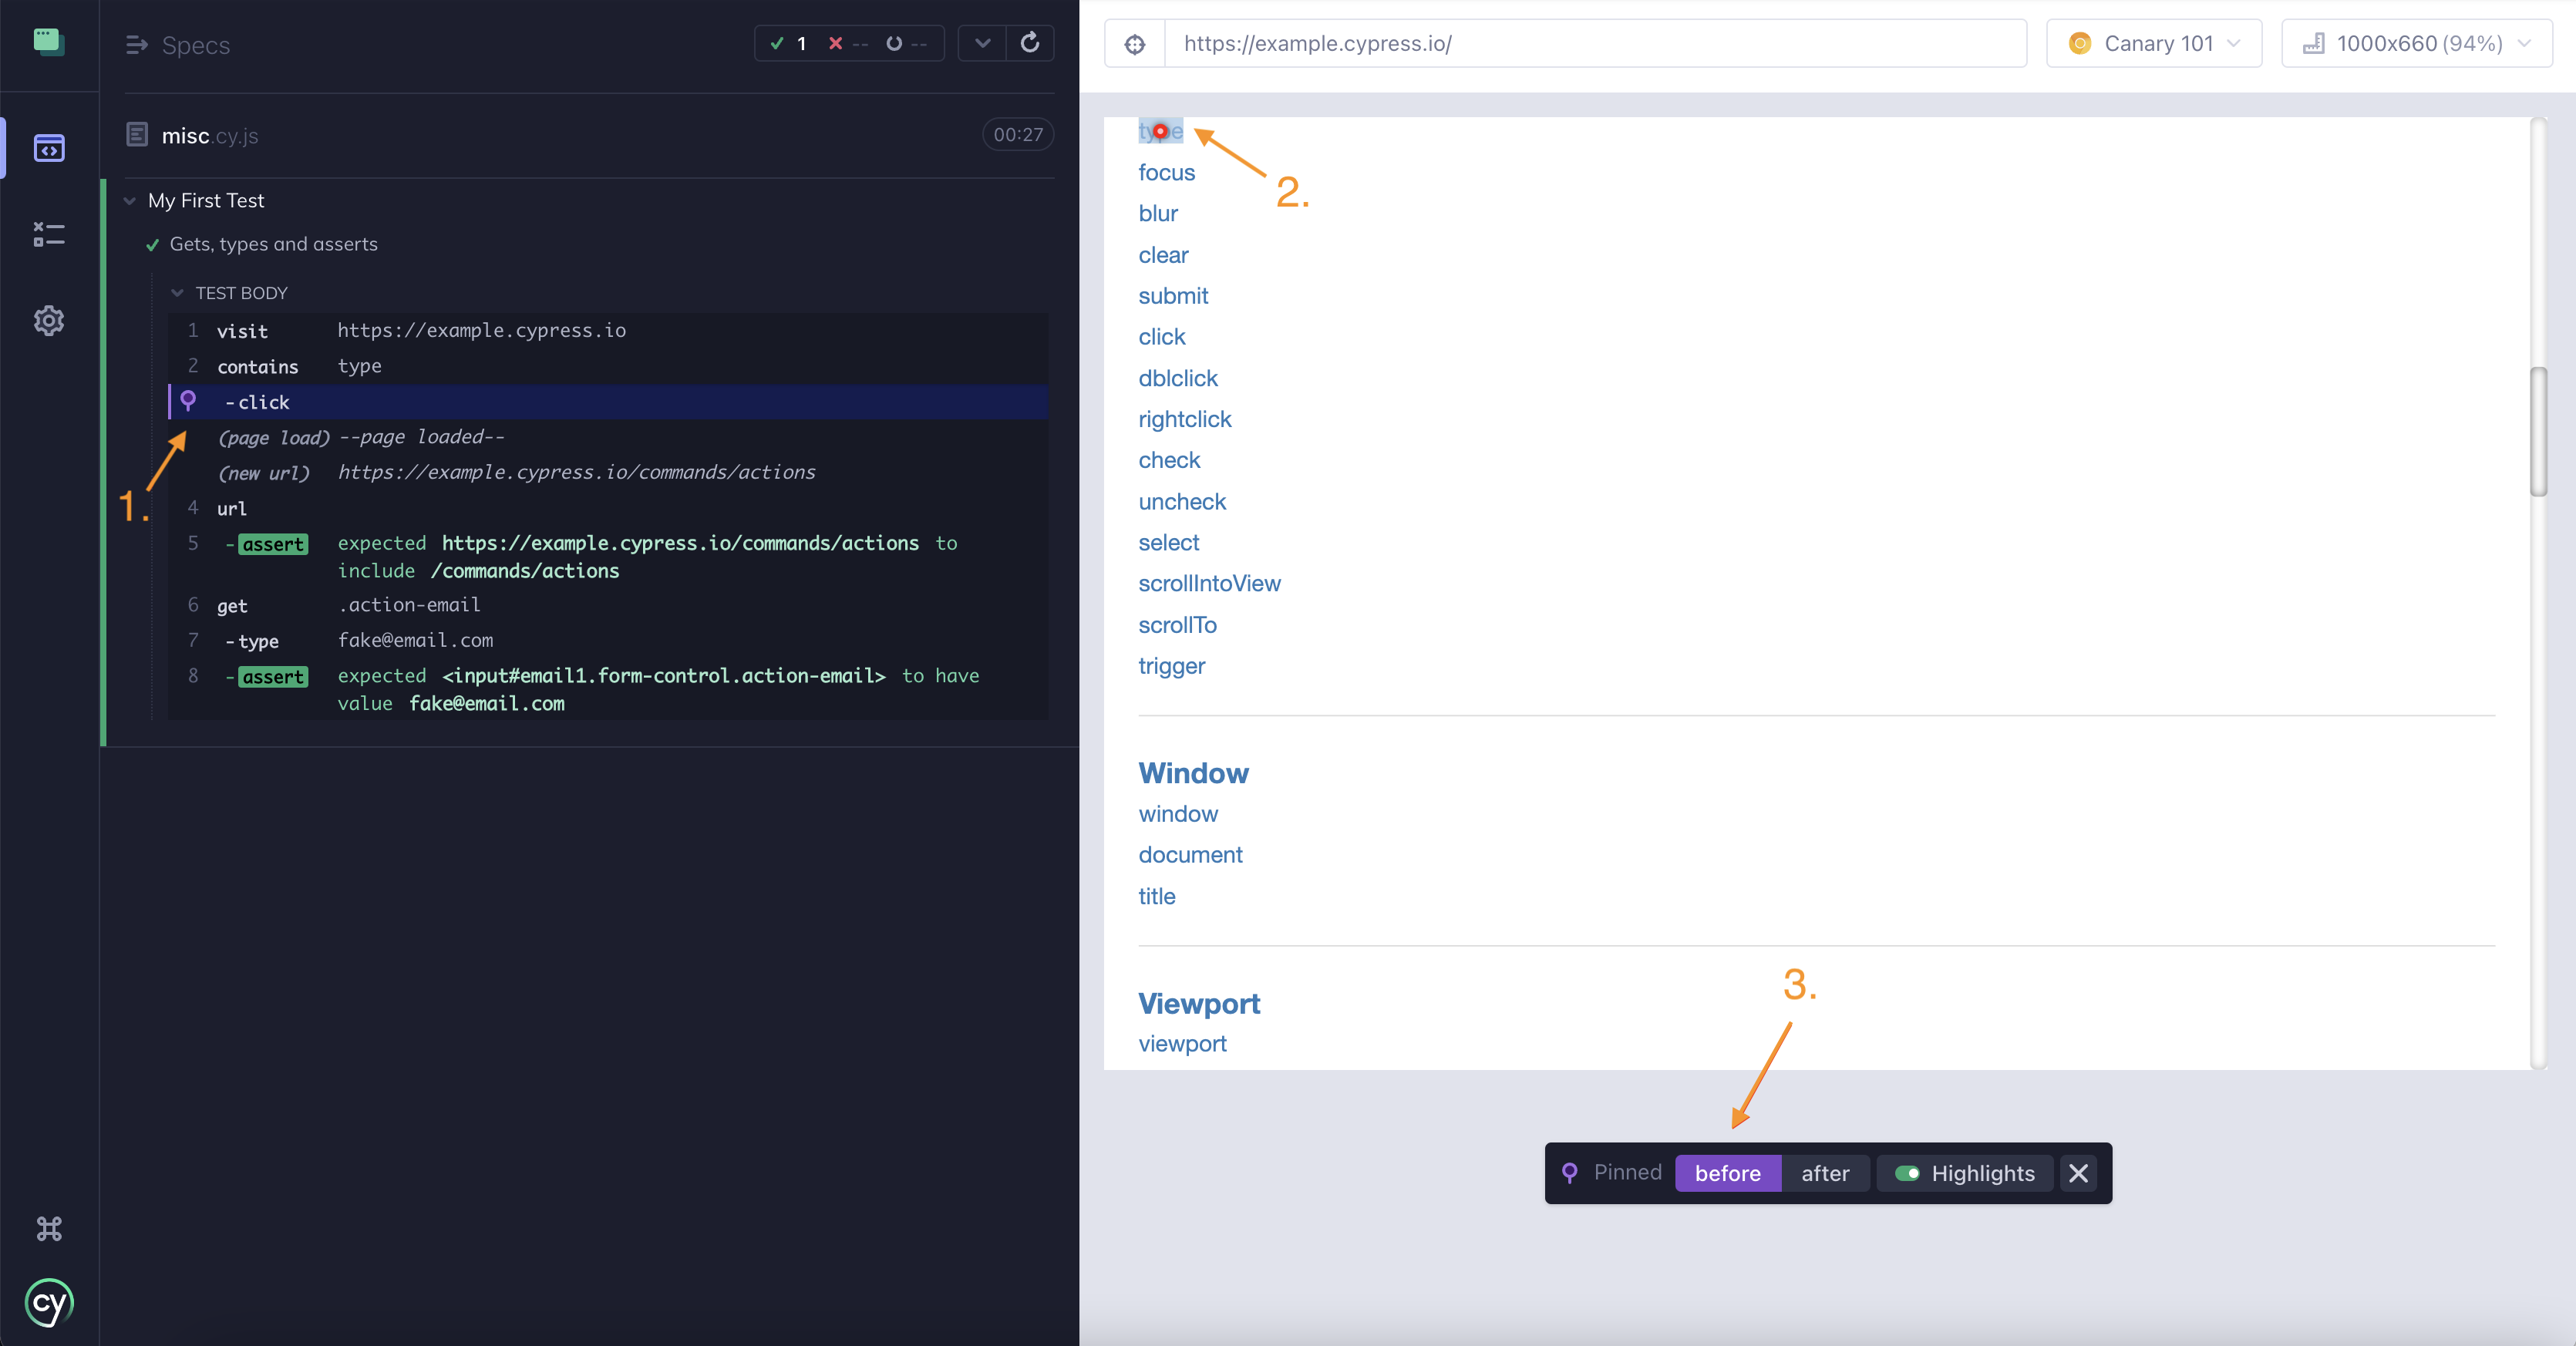 Specs
1 -- --
misc.cy.js
00:27
My First Test
Gets, types and asserts
TEST BODY
1 visit https://example.cypress.io
2 contains type
-click
(page load) --page loaded--
(new url) https://example.cypress.io/commands/actions
1.
4 url
5 -assert expected https://example.cypress.io/commands/actions to
include /commands/actions
6 get .action-email
7 -type fake@email.com
8 -assert expected <input#email1.form-control.action-email> to have
value fake@email.com
cy
https://example.cypress.io/
Canary 101
1000x660 (94%)
type
2.
focus
blur
clear
submit
click
dblclick
rightclick
check
uncheck
select
scrollIntoView
scrollTo
trigger
Window
window
document
title
Viewport
viewport
3.
Pinned before after Highlights